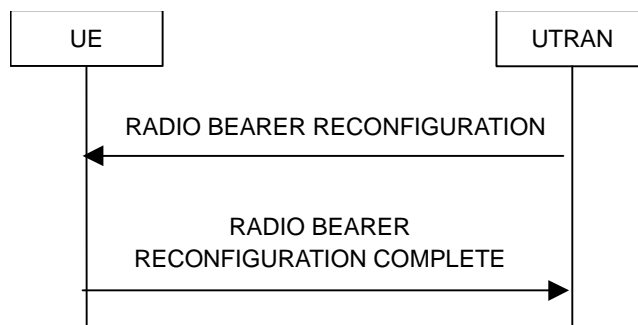 UE
UTRAN
RADIO BEARER RECONFIGURATION
RADIO BEARER
RECONFIGURATION COMPLETE